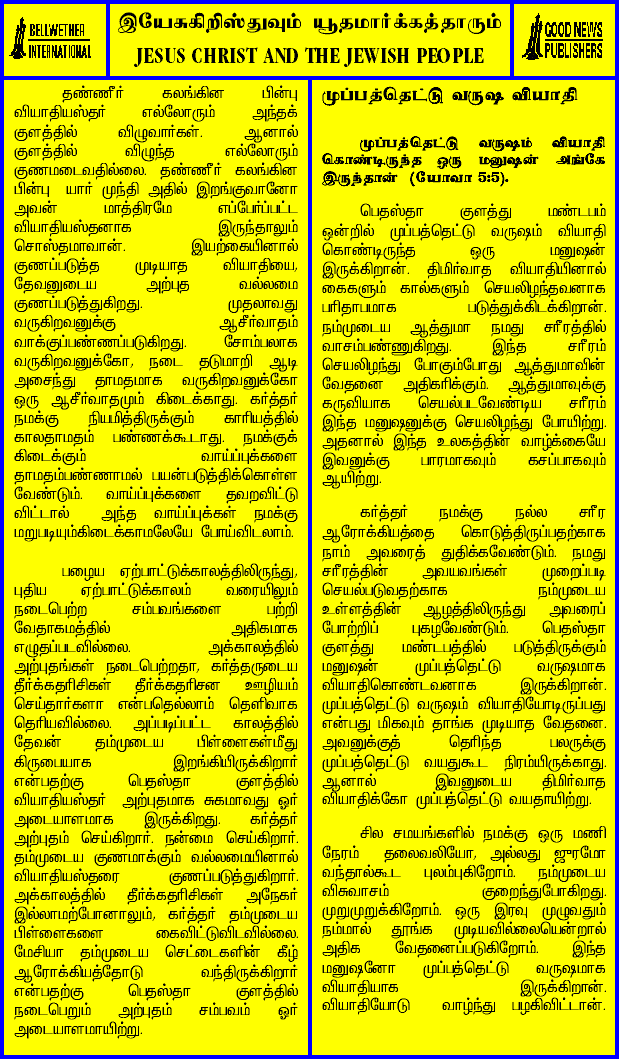 BELLWETHER
INTERNATIONAL
இயேசுகிறிஸ்துவும் யூதமார்க்கத்தாரும்
JESUS CHRIST AND THE JEWISH PEOPLE
GOOD NEWS
PUBLISHERS
தண்ணீர் கலங்கின பின்பு
வியாதியஸ்தர் எல்லோரும் அந்தக்
குளத்தில் விழுவார்கள். ஆனால்
குளத்தில் விழுந்த எல்லோரும்
குணமடைவதில்லை. தண்ணீர் கலங்கின
பின்பு யார் முந்தி அதில் இறங்குவானோ
அவன் மாத்திரமே எப்பேர்ப்பட்ட
வியாதியஸ்தனாக இருந்தாலும்
சொஸ்தமாவான். இயற்கையினால்
குணப்படுத்த முடியாத வியாதியை,
தேவனுடைய அற்புத வல்லமை
குணப்படுத்துகிறது. முதலாவது
வருகிறவனுக்கு ஆசீர்வாதம்
வாக்குப்பண்ணப்படுகிறது. சோம்பலாக
வருகிறவனுக்கோ, நடை தடுமாறி ஆடி
அசைந்து தாமதமாக வருகிறவனுக்கோ
ஒரு ஆசீர்வாதமும் கிடைக்காது. கர்த்தர்
நமக்கு நியமித்திருக்கும் காரியத்தில்
காலதாமதம் பண்ணக்கூடாது. நமக்குக்
கிடைக்கும் வாய்ப்புக்களை
தாமதம்பண்ணாமல் பயன்படுத்திக்கொள்ள
வேண்டும். வாய்ப்புக்களை தவறவிட்டு
விட்டால் அந்த வாய்ப்புக்கள் நமக்கு
மறுபடியும்கிடைக்காமலேயே போய்விடலாம்.
பழைய ஏற்பாட்டுக்காலத்திலிருந்து,
புதிய ஏற்பாட்டுக்காலம் வரையிலும்
நடைபெற்ற சம்பவங்களை பற்றி
வேதாகமத்தில் அதிகமாக
எழுதப்படவில்லை. அக்காலத்தில்
அற்புதங்கள் நடைபெற்றதா, கர்த்தருடைய
தீர்க்கதரிசிகள் தீர்க்கதரிசன ஊழியம்
செய்தார்களா என்பதெல்லாம் தெளிவாக
தெரியவில்லை. அப்படிப்பட்ட காலத்தில்
தேவன் தம்முடைய பிள்ளைகள்மீது
கிருபையாக இறங்கியிருக்கிறார்
என்பதற்கு பெதஸ்தா குளத்தில்
வியாதியஸ்தர் அற்புதமாக சுகமாவது ஓர்
அடையாளமாக இருக்கிறது. கர்த்தர்
அற்புதம் செய்கிறார். நன்மை செய்கிறார்.
தம்முடைய குணமாக்கும் வல்லமையினால்
வியாதியஸ்தரை குணப்படுத்துகிறார்.
அக்காலத்தில் தீர்க்கதரிசிகள் அநேகர்
இல்லாமற்போனாலும், கர்த்தர் தம்முடைய
பிள்ளைகளை கைவிட்டுவிடவில்லை.
மேசியா தம்முடைய செட்டைகளின் கீழ்
ஆரோக்கியத்தோடு வந்திருக்கிறார்
என்பதற்கு பெதஸ்தா குளத்தில்
நடைபெறும் அற்புதம் சம்பவம் ஓர்
அடையாளமாயிற்று.
முப்பத்தெட்டு வருஷ வியாதி
முப்பத்தெட்டு வருஷம் வியாதி
கொண்டிருந்த ஒரு மனுஷன் அங்கே
இருந்தான் (யோவா 5:5).
பெதஸ்தா குளத்து மண்டபம்
ஒன்றில் முப்பத்தெட்டு வருஷம் வியாதி
கொண்டிருந்த ஒரு மனுஷன்
இருக்கிறான். திமிர்வாத வியாதியினால்
கைகளும் கால்களும் செயலிழந்தவனாக
பரிதாபமாக படுத்துக்கிடக்கிறான்.
நம்முடைய ஆத்துமா நமது சரீரத்தில்
வாசம்பண்ணுகிறது. இந்த சரீரம்
செயலிழந்து போகும்போது ஆத்துமாவின்
வேதனை அதிகரிக்கும். ஆத்துமாவுக்கு
கருவியாக செயல்படவேண்டிய சரீரம்
இந்த மனுஷனுக்கு செயலிழந்து போயிற்று.
அதனால் இந்த உலகத்தின் வாழ்க்கையே
இவனுக்கு பாரமாகவும் கசப்பாகவும்
ஆயிற்று.
கர்த்தர் நமக்கு நல்ல சரீர
ஆரோக்கியத்தை கொடுத்திருப்பதற்காக
நாம் அவரைத் துதிக்கவேண்டும். நமது
சரீரத்தின் அவயவங்கள் முறைப்படி
செயல்படுவதற்காக நம்முடைய
உள்ளத்தின் ஆழத்திலிருந்து அவரைப்
போற்றிப் புகழவேண்டும். பெதஸ்தா
குளத்து மண்டபத்தில் படுத்திருக்கும்
மனுஷன் முப்பத்தெட்டு வருஷமாக
வியாதிகொண்டவனாக இருக்கிறான்.
முப்பத்தெட்டு வருஷம் வியாதியோடிருப்பது
என்பது மிகவும் தாங்க முடியாத வேதனை.
அவனுக்குத் தெரிந்த பலருக்கு
முப்பத்தெட்டு வயதுகூட நிரம்யிருக்காது.
ஆனால் இவனுடைய திமிர்வாத
வியாதிக்கோ முப்பத்தெட்டு வயதாயிற்று.
சில சமயங்களில் நமக்கு ஒரு மணி
நேரம் தலைவலியோ, அல்லது ஜுரமோ
வந்தால்கூட புலம்புகிறோம். நம்முடைய
விசுவாசம் குறைந்துபோகிறது.
முறுமுறுக்கிறோம். ஒரு இரவு முழுவதும்
நம்மால் தூங்க முடியவில்லையென்றால்
அதிக வேதனைப்படுகிறோம். இந்த
மனுஷனோ முப்பத்தெட்டு வருஷமாக
வியாதியாக இருக்கிறான்.
வியாதியோடு வாழ்ந்து பழகிவிட்டான்.